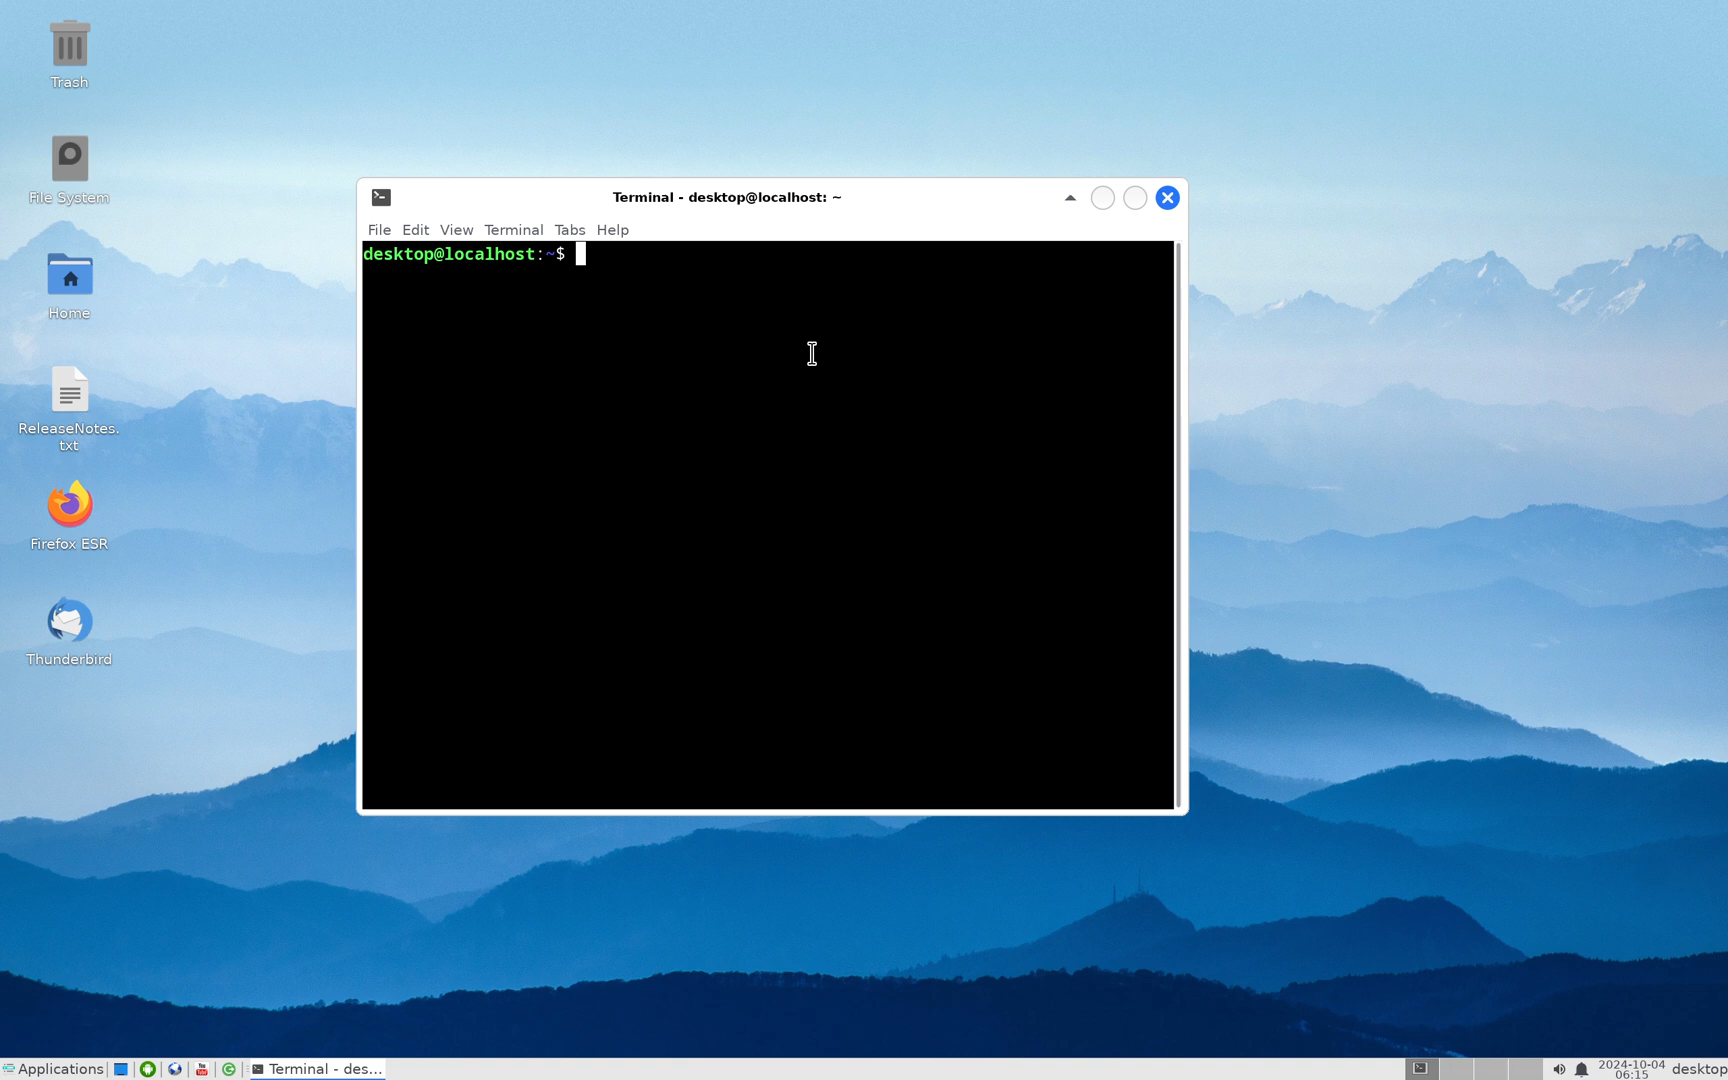 Trash
File System
Home
ReleaseNotes.
txt
Firefox ESR
Thunderbird
Terminal - desktop@localhost: ~
File Edit View Terminal Tabs Help
desktop@localhost:~$
Applications
Terminal - des...
2024-10-04
06:15
desktop